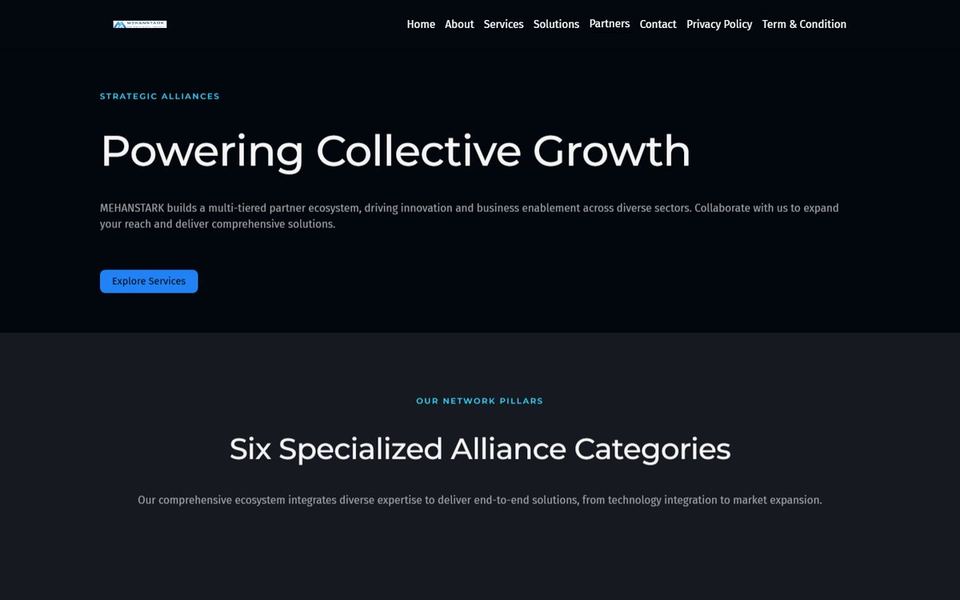 MEHANSTARK
Home About Services Solutions Partners Contact Privacy Policy Term & Condition
STRATEGIC ALLIANCES
Powering Collective Growth
MEHANSTARK builds a multi-tiered partner ecosystem, driving innovation and business enablement across diverse sectors. Collaborate with us to expand
your reach and deliver comprehensive solutions.
Explore Services
OUR NETWORK PILLARS
Six Specialized Alliance Categories
Our comprehensive ecosystem integrates diverse expertise to deliver end-to-end solutions, from technology integration to market expansion.